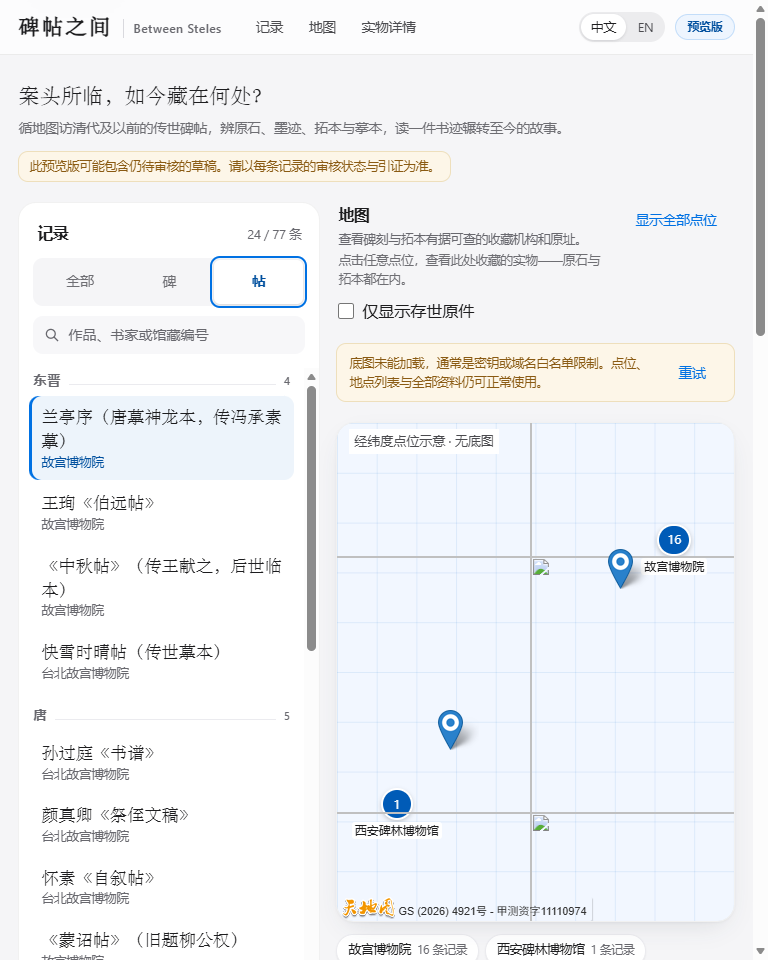 碑帖之间 Between Steles 记录 地图 实物详情 中文 EN 预览版
案头所临，如今藏在何处？
循地图访清代及以前的传世碑帖，辨原石、墨迹、拓本与摹本，读一件书迹辗转至今的故事。
此预览版可能包含仍待审核的草稿。请以每条记录的审核状态与引证为准。
记录 24 / 77 条
全部 碑 帖
作品、书家或馆藏编号
东晋 4
兰亭序（唐摹神龙本，传冯承素
摹）
故宫博物院
王珣《伯远帖》
故宫博物院
《中秋帖》（传王献之，后世临
本）
故宫博物院
快雪时晴帖（传世摹本）
台北故宫博物院
唐 5
孙过庭《书谱》
台北故宫博物院
颜真卿《祭侄文稿》
台北故宫博物院
怀素《自叙帖》
台北故宫博物院
《蒙诏帖》（旧题柳公权）
故宫博物院
地图
显示全部点位
查看碑刻与拓本有据可查的收藏机构和原址。
点击任意点位，查看此处收藏的实物——原石与
拓本都在内。
仅显示存世原件
底图未能加载，通常是密钥或域名白名单限制。点位、
地点列表与全部资料仍可正常使用。
重试
经纬度点位示意 · 无底图
16
故宫博物院
1
西安碑林博物馆
天地图 GS (2026) 4921号 - 甲测资字11110974
故宫博物院 16 条记录 西安碑林博物馆 1 条记录